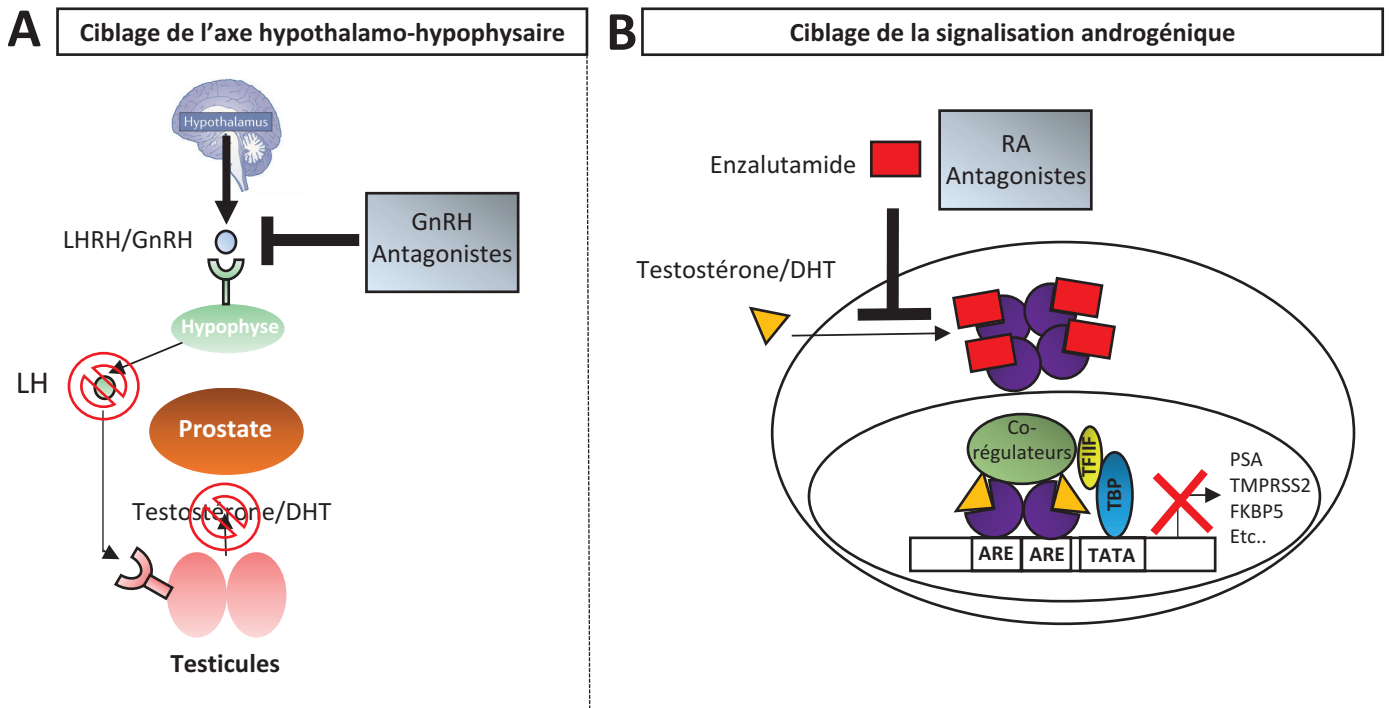 A
Ciblage de l’axe hypothalamo-hypophysaire
Hypothalamus
LHRH/GnRH
GnRH
Antagonistes
Hypophyse
LH
Prostate
Testostérone/DHT
Testicules
B
Ciblage de la signalisation androgénique
Enzalutamide
RA
Antagonistes
Testostérone/DHT
Co-
régulateurs
TFIIF
TBP
ARE
ARE
TATA
PSA
TMPRSS2
FKBP5
Etc..